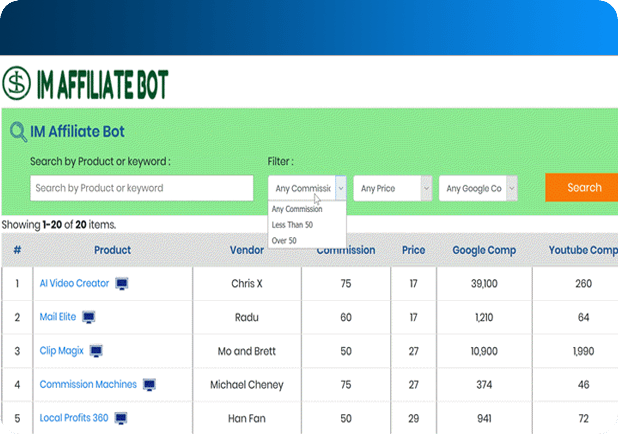 IM AFFILIATE BOT
IM Affiliate Bot
Search by Product or keyword : Filter :
Search by Product or keyword Any Commissic Any Price Any Google Co Search
Any Commission
Less Than 50
Over 50
Showing 1-20 of 20 items.
# Product Vendor Commission Price Google Comp Youtube Comp
1 AI Video Creator Chris X 75 17 39,100 260
2 Mail Elite Radu 60 17 1,210 64
3 Clip Magix Mo and Brett 50 27 10,900 1,990
4 Commission Machines Michael Cheney 75 27 374 46
5 Local Profits 360 Han Fan 50 29 941 72